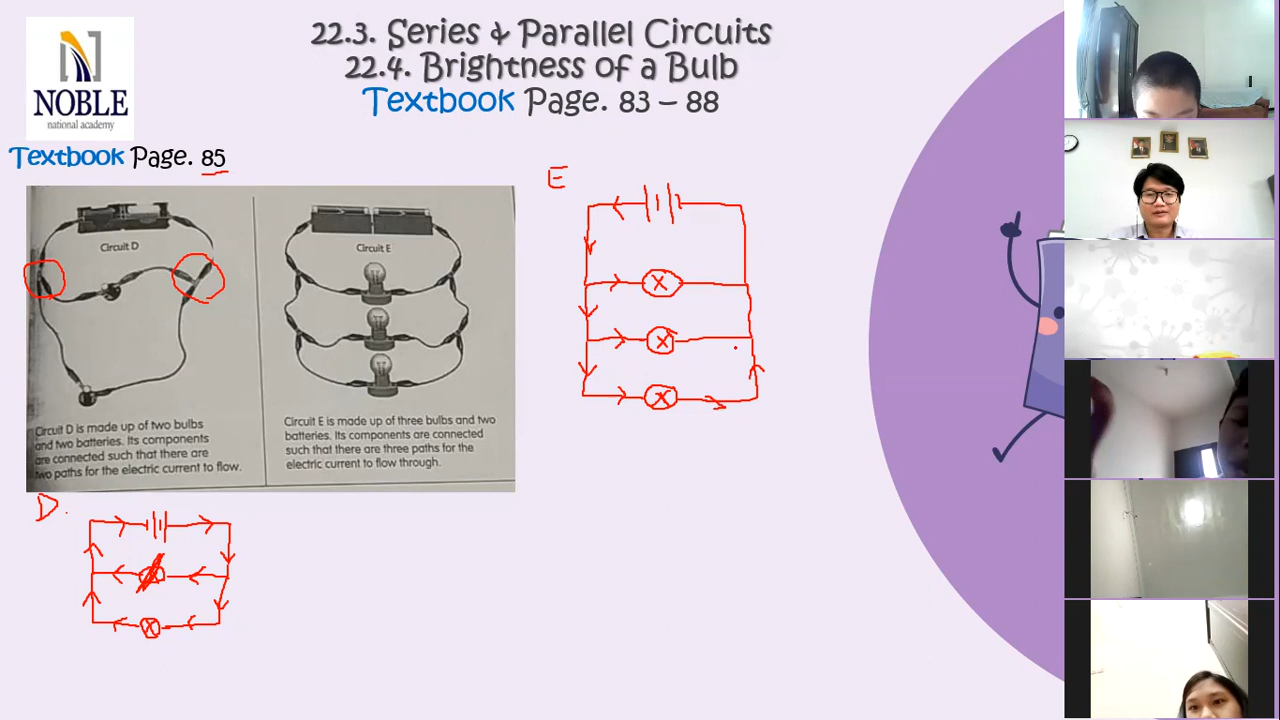 22.3. Series & Parallel Circuits
22.4. Brightness of a Bulb
Textbook Page. 83 – 88
NOBLE
national academy
Textbook Page. 85
Circuit D
Circuit E
Circuit D is made up of two bulbs
and two batteries. Its components
are connected such that there are
two paths for the electric current to flow.
Circuit E is made up of three bulbs and two
batteries. Its components are connected
such that there are three paths for the
electric current to flow through.
E
D.